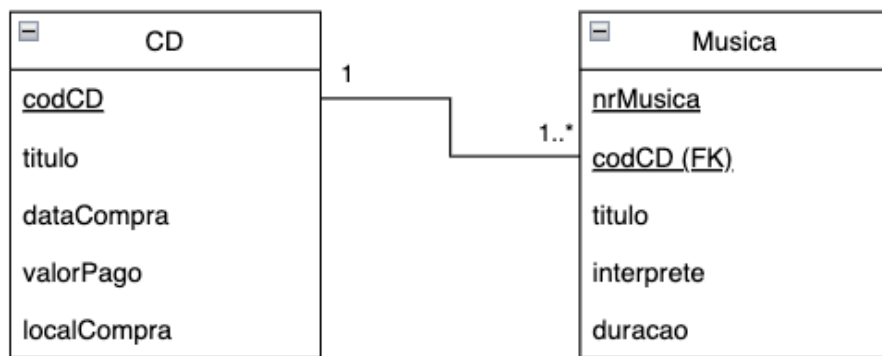 CD
codCD
titulo
dataCompra
valorPago
localCompra
1
1..*
Musica
nrMusica
codCD (FK)
titulo
interprete
duracao